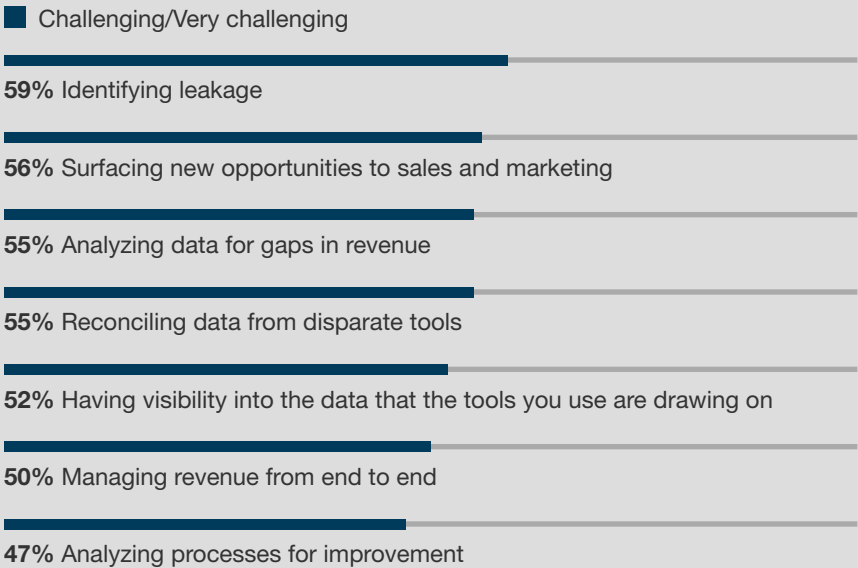 Challenging/Very challenging
59% Identifying leakage
56% Surfacing new opportunities to sales and marketing
55% Analyzing data for gaps in revenue
55% Reconciling data from disparate tools
52% Having visibility into the data that the tools you use are drawing on
50% Managing revenue from end to end
47% Analyzing processes for improvement